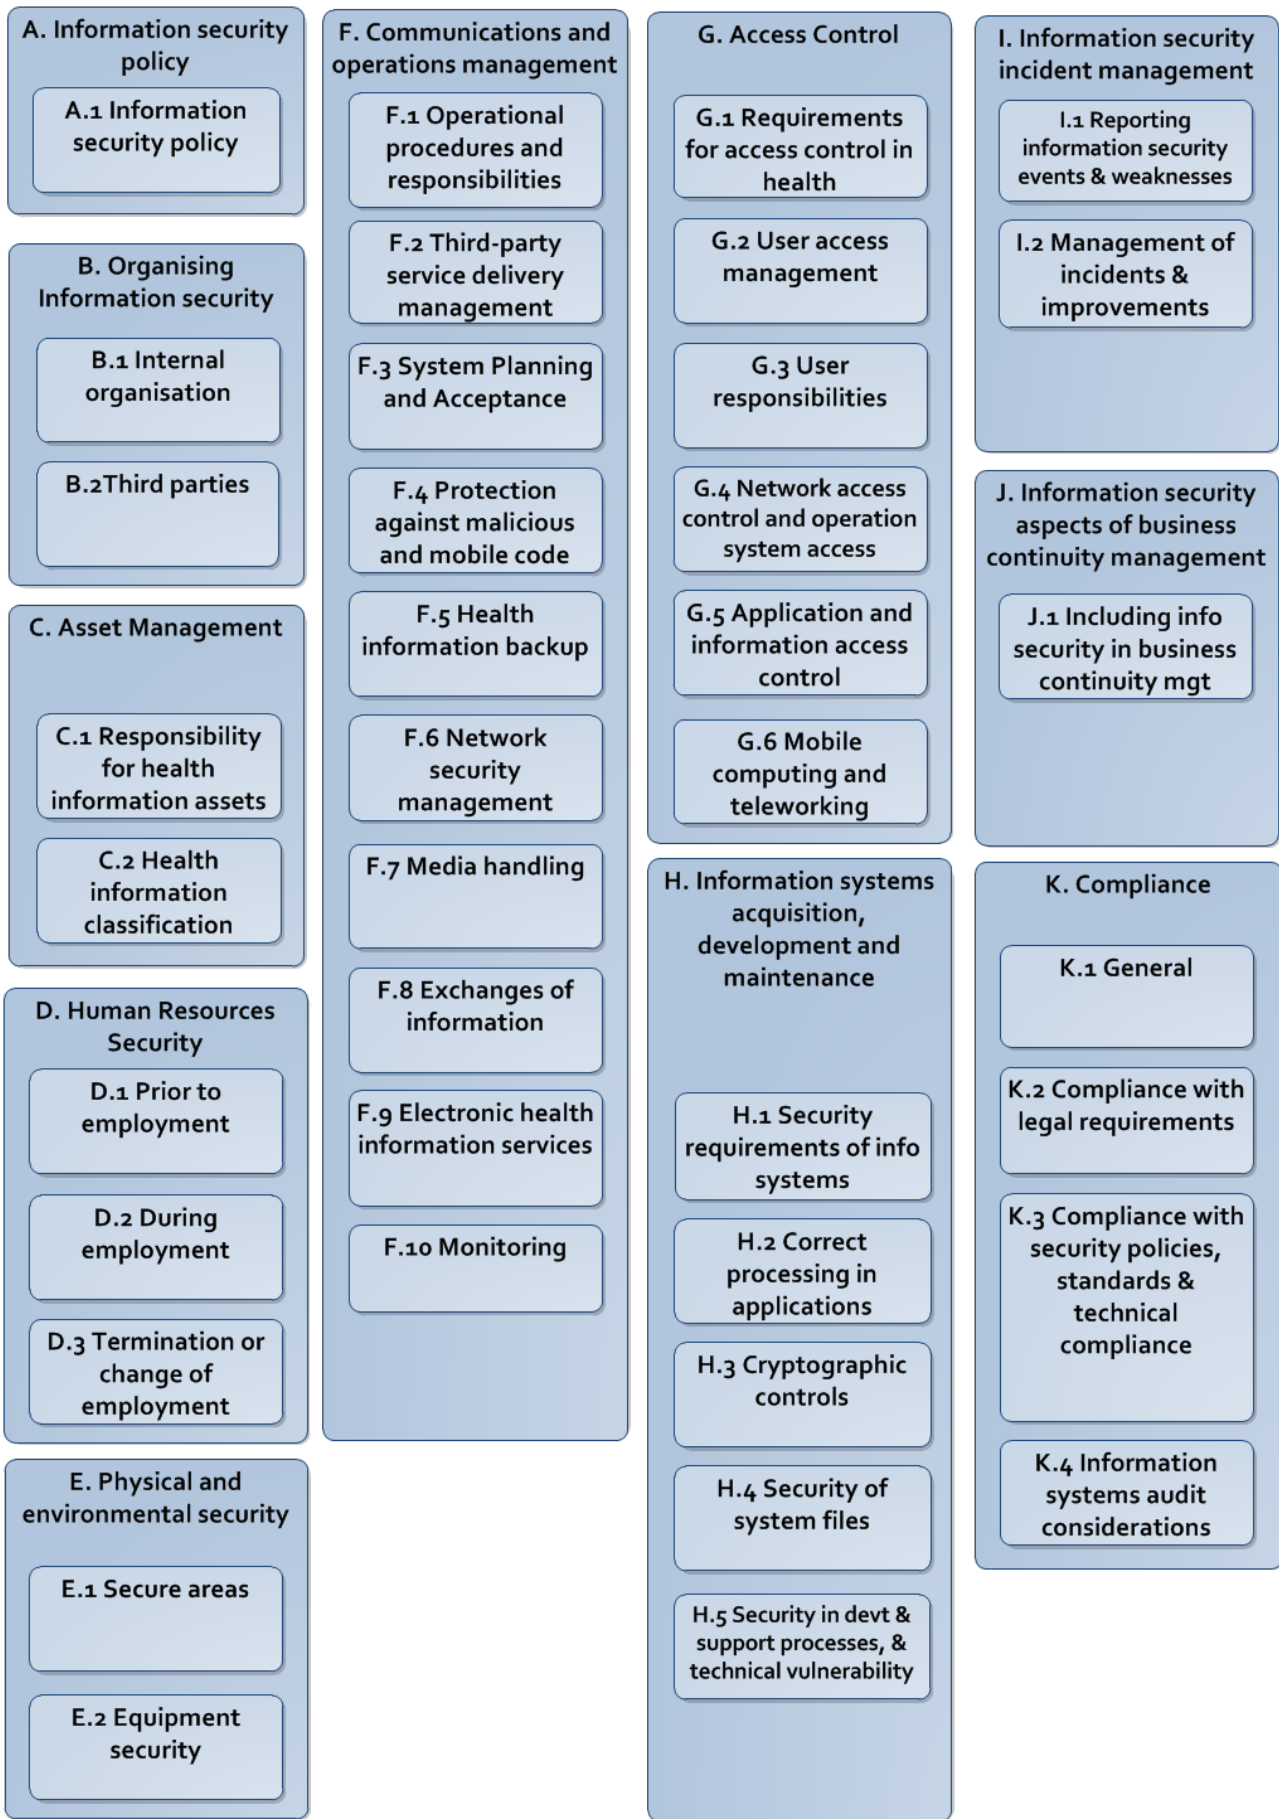 A. Information security
policy
A.1 Information
security policy
B. Organising
Information security
B.1 Internal
organisation
B.2Third parties
C. Asset Management
C.1 Responsibility
for health
information assets
C.2 Health
information
classification
D. Human Resources
Security
D.1 Prior to
employment
D.2 During
employment
D.3 Termination or
change of
employment
E. Physical and
environmental security
E.1 Secure areas
E.2 Equipment
security
F. Communications and
operations management
F.1 Operational
procedures and
responsibilities
F.2 Third-party
service delivery
management
F.3 System Planning
and Acceptance
F.4 Protection
against malicious
and mobile code
F.5 Health
information backup
F.6 Network
security
management
F.7 Media handling
F.8 Exchanges of
information
F.9 Electronic health
information services
F.10 Monitoring
G. Access Control
G.1 Requirements
for access control in
health
G.2 User access
management
G.3 User
responsibilities
G.4 Network access
control and operation
system access
G.5 Application and
information access
control
G.6 Mobile
computing and
teleworking
H. Information systems
acquisition,
development and
maintenance
H.1 Security
requirements of info
systems
H.2 Correct
processing in
applications
H.3 Cryptographic
controls
H.4 Security of
system files
H.5 Security in devt &
support processes, &
technical vulnerability
I. Information security
incident management
I.1 Reporting
information security
events & weaknesses
I.2 Management of
incidents &
improvements
J. Information security
aspects of business
continuity management
J.1 Including info
security in business
continuity mgt
K. Compliance
K.1 General
K.2 Compliance with
legal requirements
K.3 Compliance with
security policies,
standards &
technical
compliance
K.4 Information
systems audit
considerations